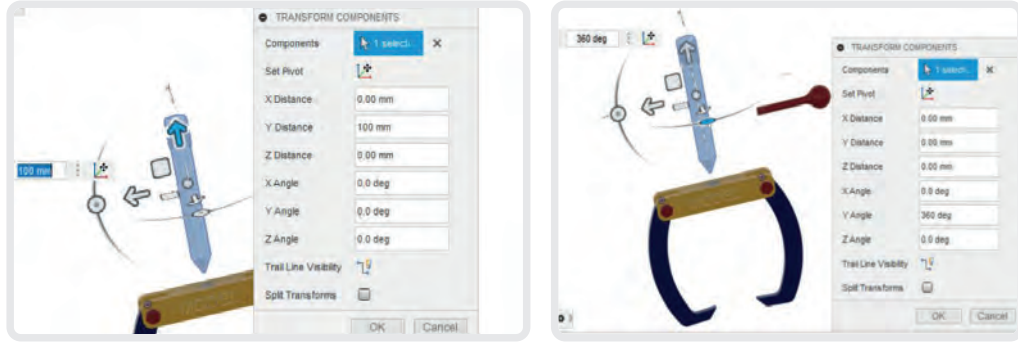 TRANSFORM COMPONENTS
Components 1 selecti..
Set Pivot
X Distance 0.00 mm
Y Distance 100 mm
Z Distance 0.00 mm
X Angle 0.0 deg
Y Angle 0.0 deg
Z Angle 0.0 deg
Trail Line Visibility
Split Transforms
OK Cancel
100 mm
360 deg
TRANSFORM COMPONENTS
Components 1 selecti..
Set Pivot
X Distance 0.00 mm
Y Distance 0.00 mm
Z Distance 0.00 mm
X Angle 0.0 deg
Y Angle 360 deg
Z Angle 0.0 deg
Trail Line Visibility
Split Transforms
OK Cancel